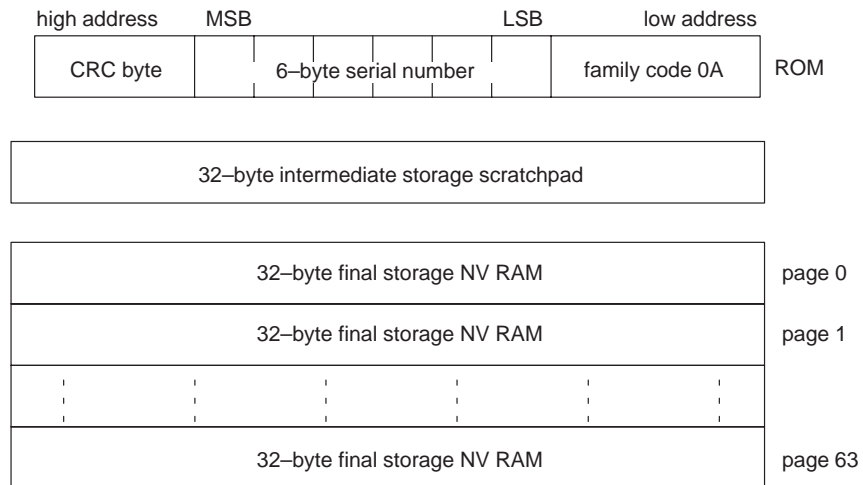 high address MSB LSB low address
CRC byte 6–byte serial number family code 0A ROM
32–byte intermediate storage scratchpad
32–byte final storage NV RAM page 0
32–byte final storage NV RAM page 1
32–byte final storage NV RAM page 63